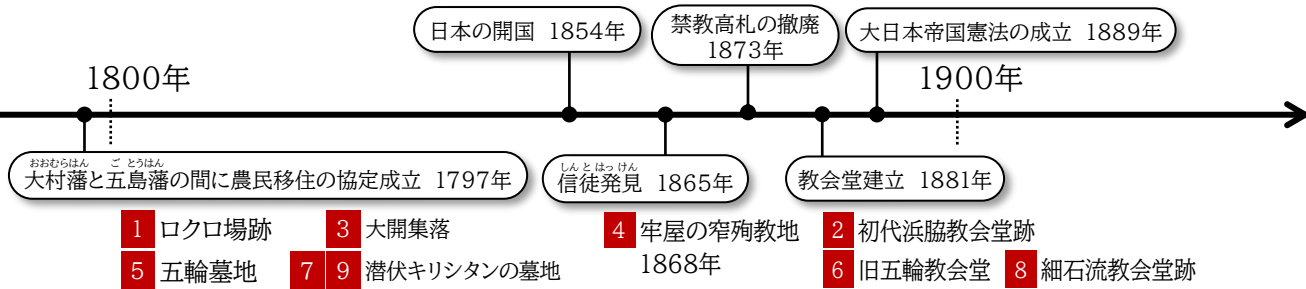 日本の開国 1854年
禁教高札の撤廃
1873年
大日本帝国憲法の成立 1889年
1800年
1900年
おおむらはん ごとうはん
大村藩と五島藩の間に農民移住の協定成立 1797年
しんとはっけん
信徒発見 1865年
教会堂建立 1881年
1 ロクロ場跡
3 大開集落
4 牢屋の窄殉教地
1868年
2 初代浜脇教会堂跡
5 五輪墓地
7 9 潜伏キリシタンの墓地
6 旧五輪教会堂
8 細石流教会堂跡